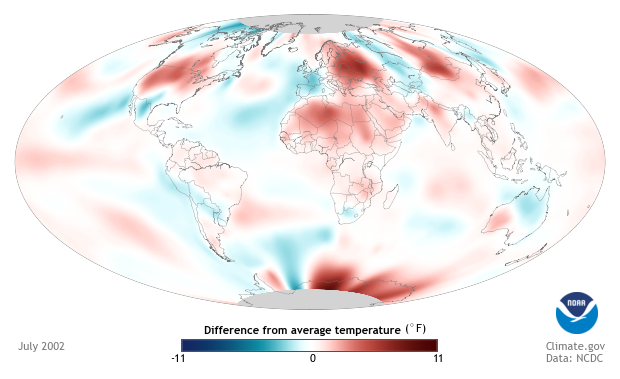 Difference from average temperature (°F)
-11 0 11
July 2002
NOAA
Climate.gov
Data: NCDC